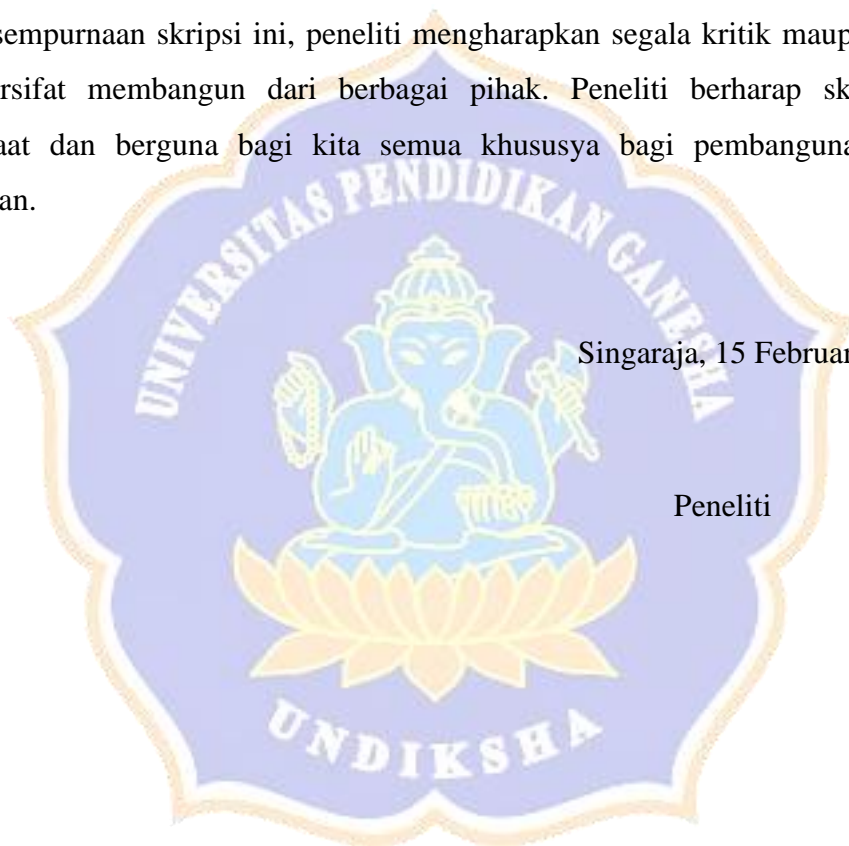 sempurnaan skripsi ini, peneliti mengharapkan segala kritik maup
rsifat membangun dari berbagai pihak. Peneliti berharap sk
aat dan berguna bagi kita semua khususya bagi pembanguna
an.
UNIVERSITAS PENDIDIKAN GANESHA
Singaraja, 15 Februar
Peneliti
UNDIKSHA